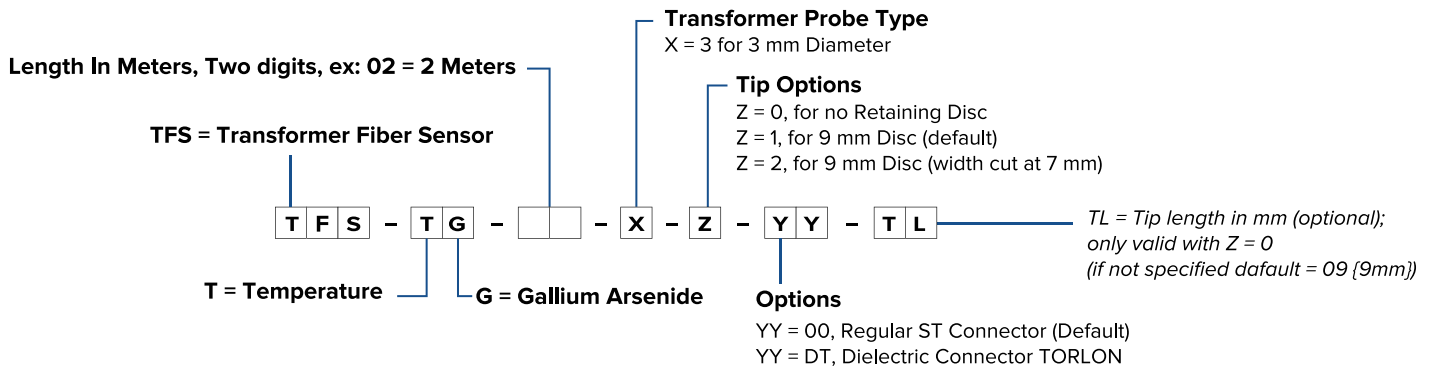 Transformer Probe Type
X = 3 for 3 mm Diameter
Length In Meters, Two digits, ex: 02 = 2 Meters
Tip Options
Z = 0, for no Retaining Disc
Z = 1, for 9 mm Disc (default)
Z = 2, for 9 mm Disc (width cut at 7 mm)
TFS = Transformer Fiber Sensor
T F S – T G – – X – Z – Y Y – T L
TL = Tip length in mm (optional);
only valid with Z = 0
(if not specified dafault = 09 {9mm})
T = Temperature
G = Gallium Arsenide
Options
YY = 00, Regular ST Connector (Default)
YY = DT, Dielectric Connector TORLON